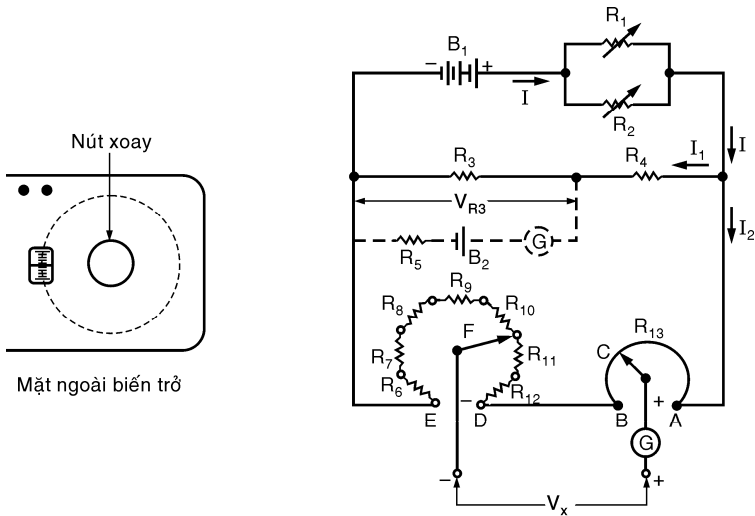 Nút xoay
Mặt ngoài biến trở
R1
B1
− +
I
R2
I
R3
R4
I1
VR3
I2
G
R5
B2
R9
R8
R10
F
R13
R7
R11
C
R6
R12
−
+
E
D
B
A
G
− +
Vx